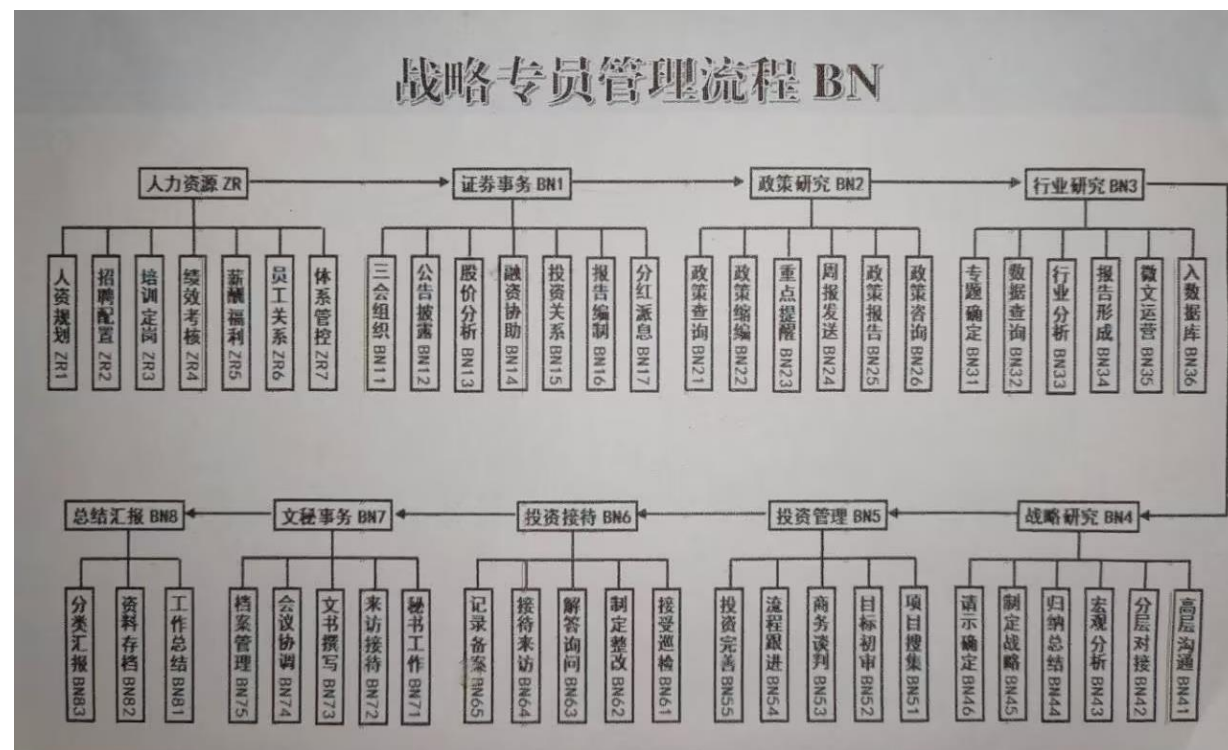 战略专员管理流程 BN
人力资源 ZR
证券事务 BN1
政策研究 BN2
行业研究 BN3
人资规划 ZR1
招聘配置 ZR2
培训定岗 ZR3
绩效考核 ZR4
薪酬福利 ZR5
员工关系 ZR6
体系管控 ZR7
三会组织 BN11
公告披露 BN12
股价分析 BN13
融资协助 BN14
投资关系 BN15
报告编制 BN16
分红派息 BN17
政策查询 BN21
政策缩编 BN22
重点提醒 BN23
周报发送 BN24
政策报告 BN25
政策咨询 BN26
专题确定 BN31
数据查询 BN32
行业分析 BN33
报告形成 BN34
微文运营 BN35
入数据库 BN36
总结汇报 BN8
文秘事务 BN7
投资接待 BN6
投资管理 BN5
战略研究 BN4
分类汇报 BN83
资料存档 BN82
工作总结 BN81
档案管理 BN75
会议协调 BN74
文书撰写 BN73
来访接待 BN72
秘书工作 BN71
记录备案 BN65
接待来访 BN64
解答询问 BN63
制定整改 BN62
接受巡检 BN61
投资完善 BN55
流程跟进 BN54
商务谈判 BN53
目标初审 BN52
项目搜集 BN51
请示确定 BN46
制定战略 BN45
归纳总结 BN44
宏观分析 BN43
分层对接 BN42
高层沟通 BN41